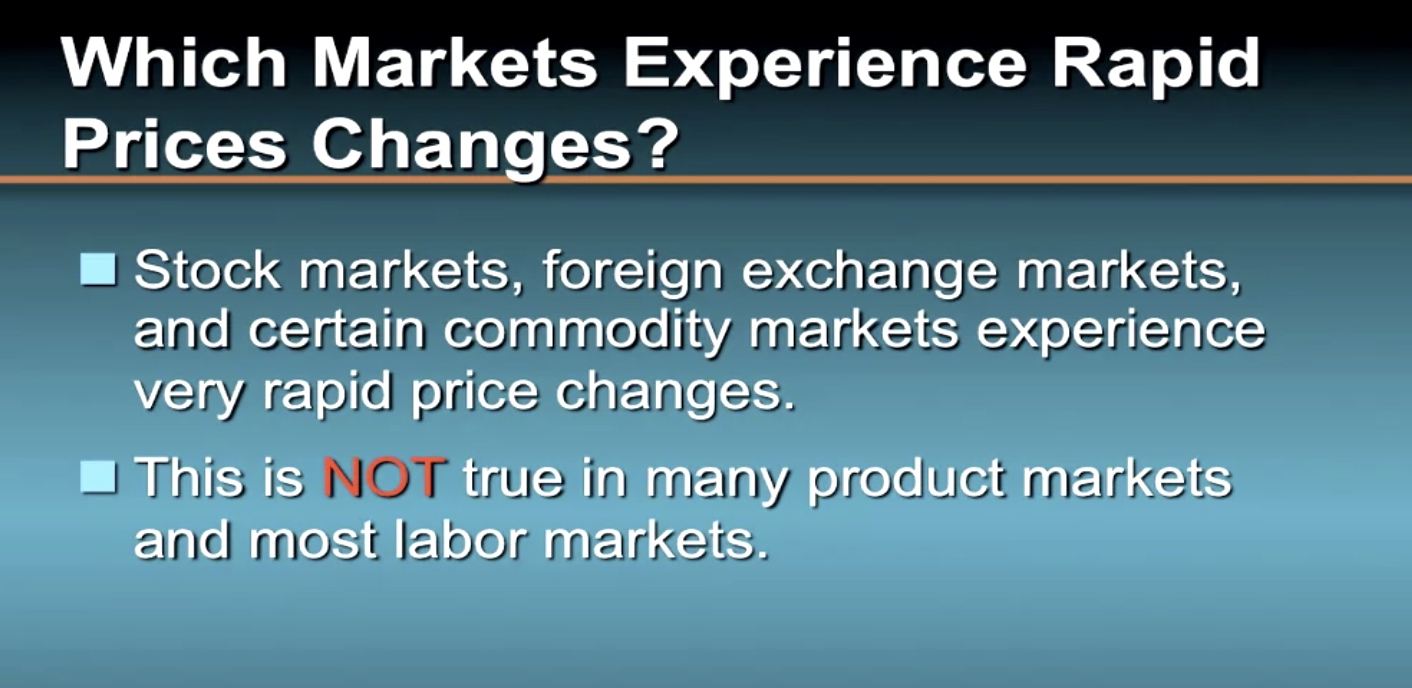 Which Markets Experience Rapid
Prices Changes?
Stock markets, foreign exchange markets,
and certain commodity markets experience
very rapid price changes.
This is NOT true in many product markets
and most labor markets.